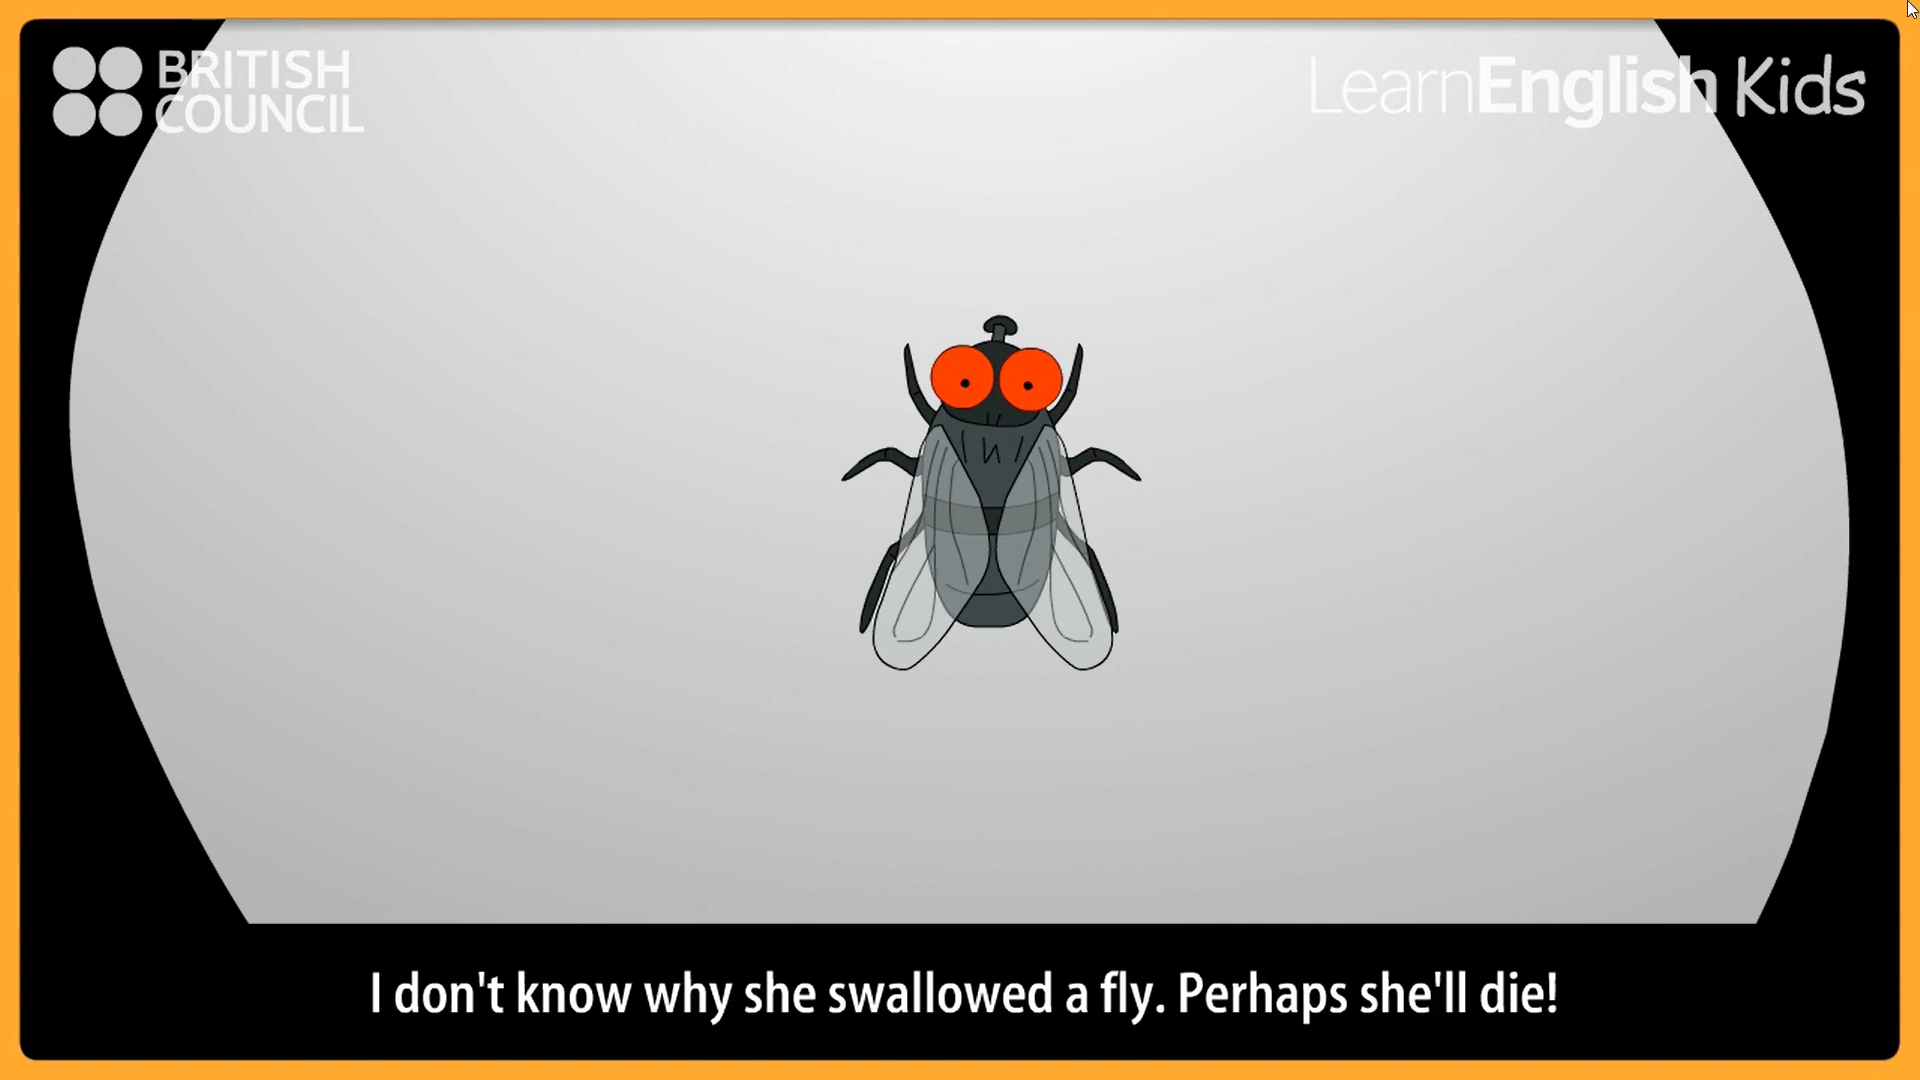 BRITISH
COUNCIL
LearnEnglish Kids
I don't know why she swallowed a fly. Perhaps she'll die!